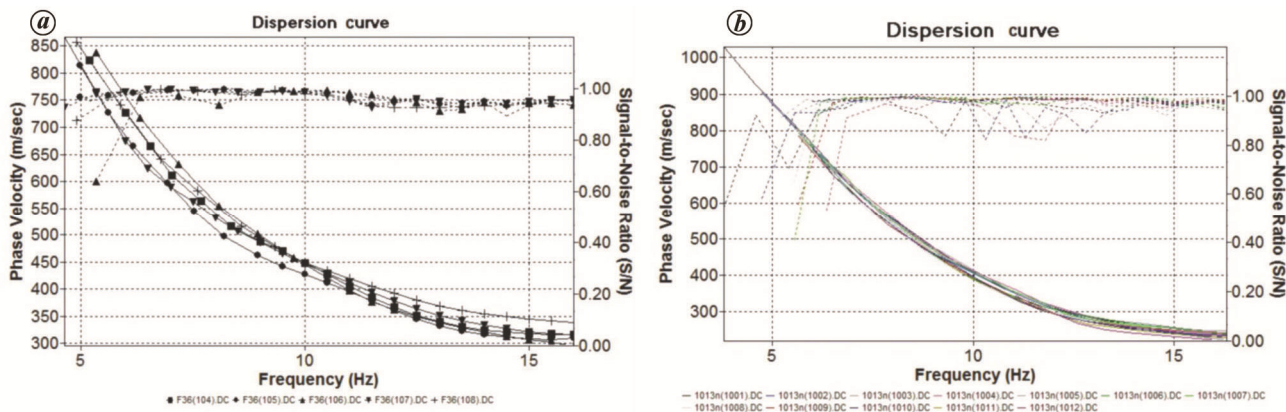 a
Dispersion curve
850
800
750
700
650
600
550
500
450
400
350
300
Phase Velocity (m/sec)
1.00
0.80
0.60
0.40
0.20
0.00
Signal-to-Noise Ratio (S/N)
5 10 15
Frequency (Hz)
F36(104).DC F36(105).DC F36(106).DC F36(107).DC F36(108).DC
b
Dispersion curve
1000
900
800
700
600
500
400
300
Phase Velocity (m/sec)
1.00
0.80
0.60
0.40
0.20
0.00
Signal-to-Noise Ratio (S/N)
5 10 15
Frequency (Hz)
1013n(1001).DC 1013n(1002).DC 1013n(1003).DC 1013n(1004).DC 1013n(1005).DC 1013n(1006).DC 1013n(1007).DC
1013n(1008).DC 1013n(1009).DC 1013n(1010).DC 1013n(1011).DC 1013n(1012).DC